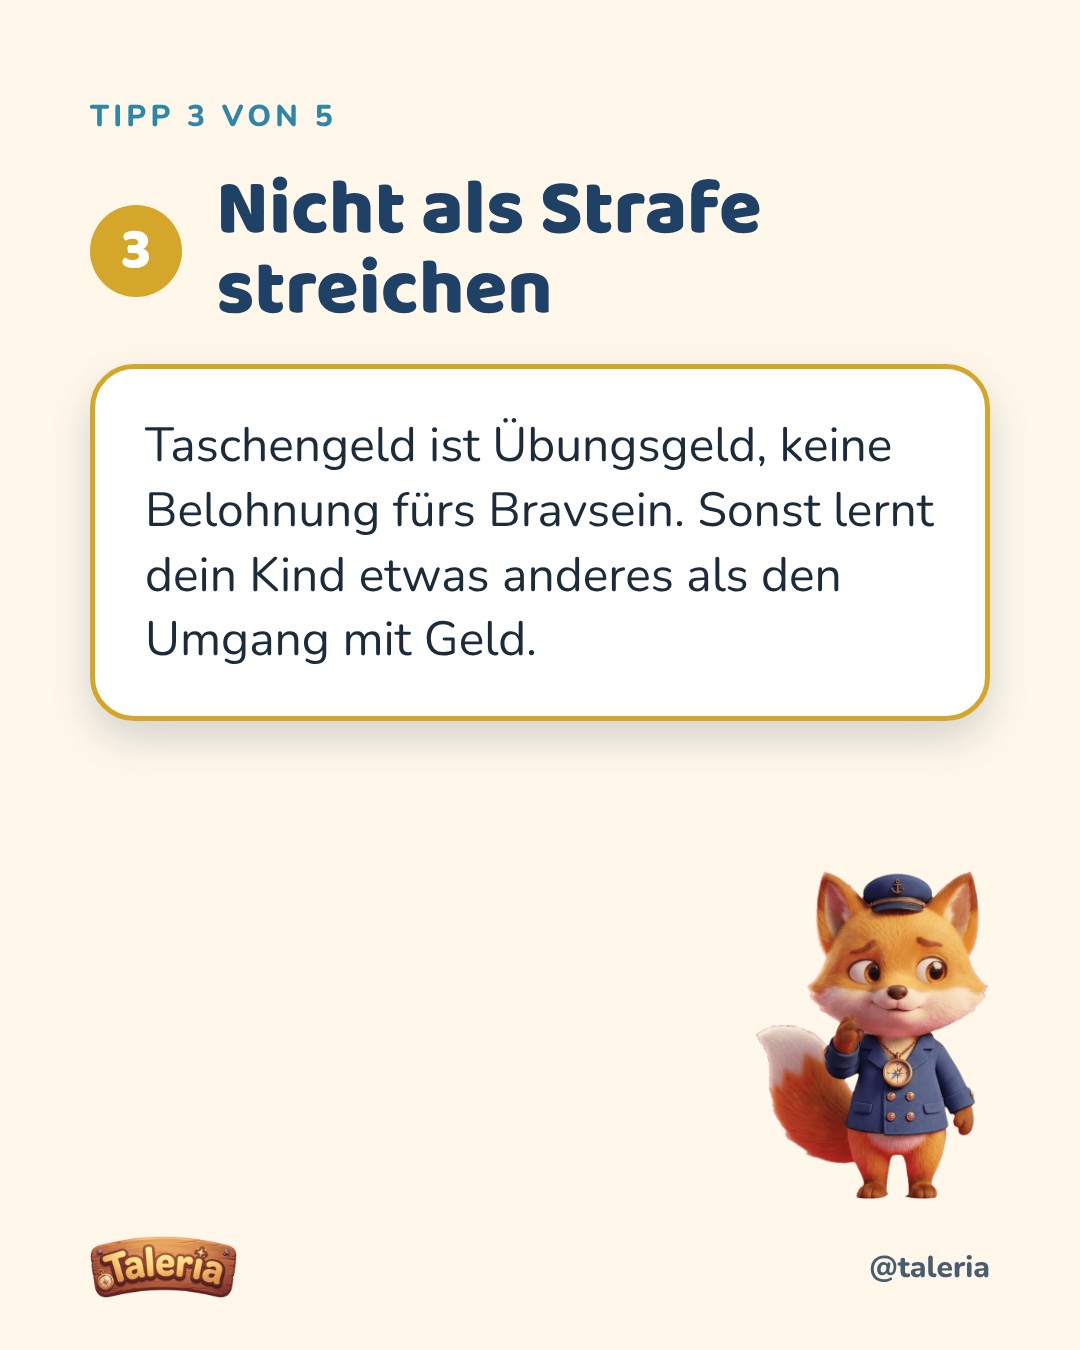 TIPP 3 VON 5
3
Nicht als Strafe
streichen
Taschengeld ist Übungsgeld, keine
Belohnung fürs Bravsein. Sonst lernt
dein Kind etwas anderes als den
Umgang mit Geld.
Taleria
@taleria